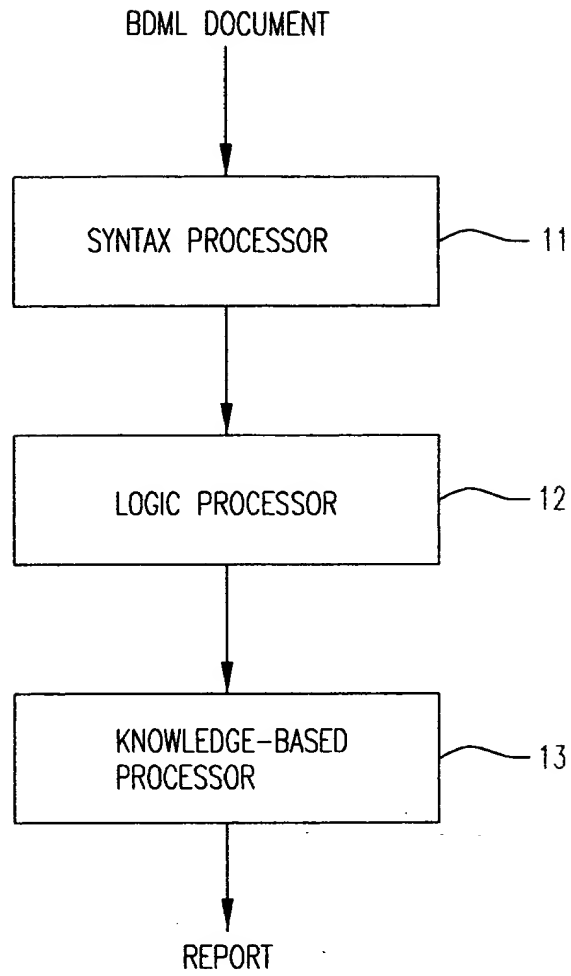 BDML DOCUMENT
SYNTAX PROCESSOR
11
LOGIC PROCESSOR
12
KNOWLEDGE-BASED
PROCESSOR
13
REPORT